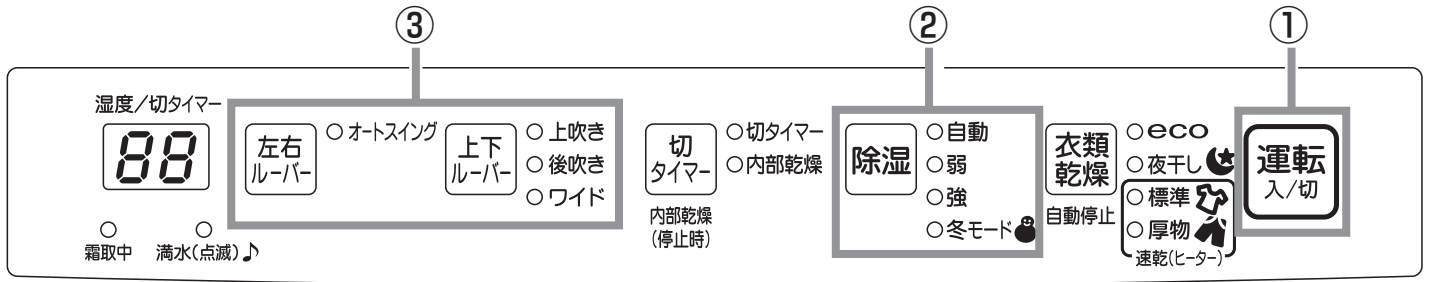 ③
②
①
湿度/切タイマー
88
霜取中
満水(点滅)♪
左右
ルーバー
オートスイング
上下
ルーバー
上吹き
後吹き
ワイド
切
タイマー
内部乾燥
(停止時)
切タイマー
内部乾燥
除湿
自動
弱
強
冬モード
衣類
乾燥
自動停止
eco
夜干し
標準
厚物
速乾(ヒーター)
運転
入/切